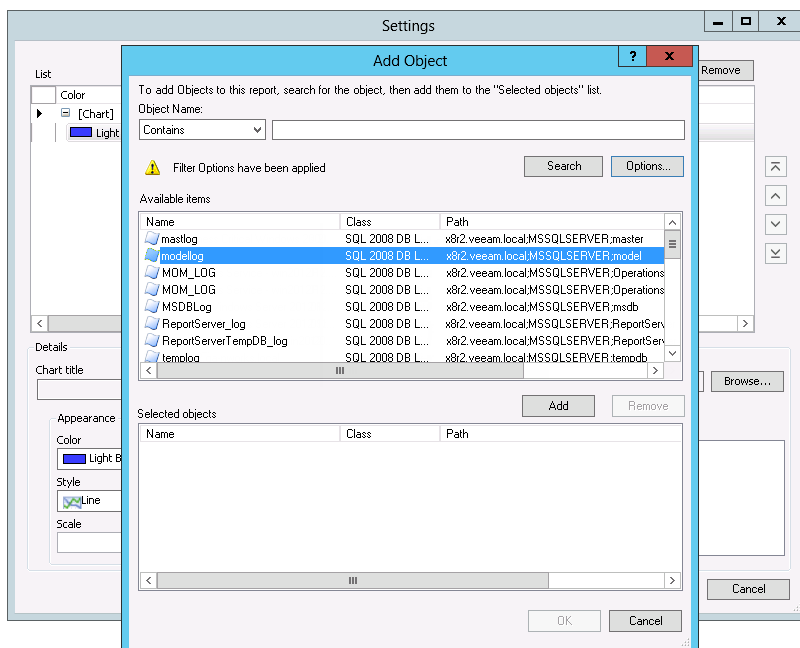 Settings
List
Remove
Color
[Chart]
Light
Add Object
?
To add Objects to this report, search for the object, then add them to the "Selected objects" list.
Object Name:
Contains
Filter Options have been applied
Search
Options...
Available items
Name Class Path
mastlog SQL 2008 DB L... x8r2.veeam.local;MSSQLSERVER;master
modellog SQL 2008 DB L... x8r2.veeam.local;MSSQLSERVER;model
MOM_LOG SQL 2008 DB L... x8r2.veeam.local;MSSQLSERVER;Operations
MOM_LOG SQL 2008 DB L... x8r2.veeam.local;MSSQLSERVER;Operations
MSDBLog SQL 2008 DB L... x8r2.veeam.local;MSSQLSERVER;msdb
ReportServer_log SQL 2008 DB L... x8r2.veeam.local;MSSQLSERVER;ReportServ
ReportServerTempDB_log SQL 2008 DB L... x8r2.veeam.local;MSSQLSERVER;ReportServ
templog SQL 2008 DB L... x8r2.veeam.local;MSSQLSERVER;tempdb
Add
Remove
Selected objects
Name Class Path
OK
Cancel
Details
Chart title
Browse...
Appearance
Color
Light B
Style
Line
Scale
Cancel